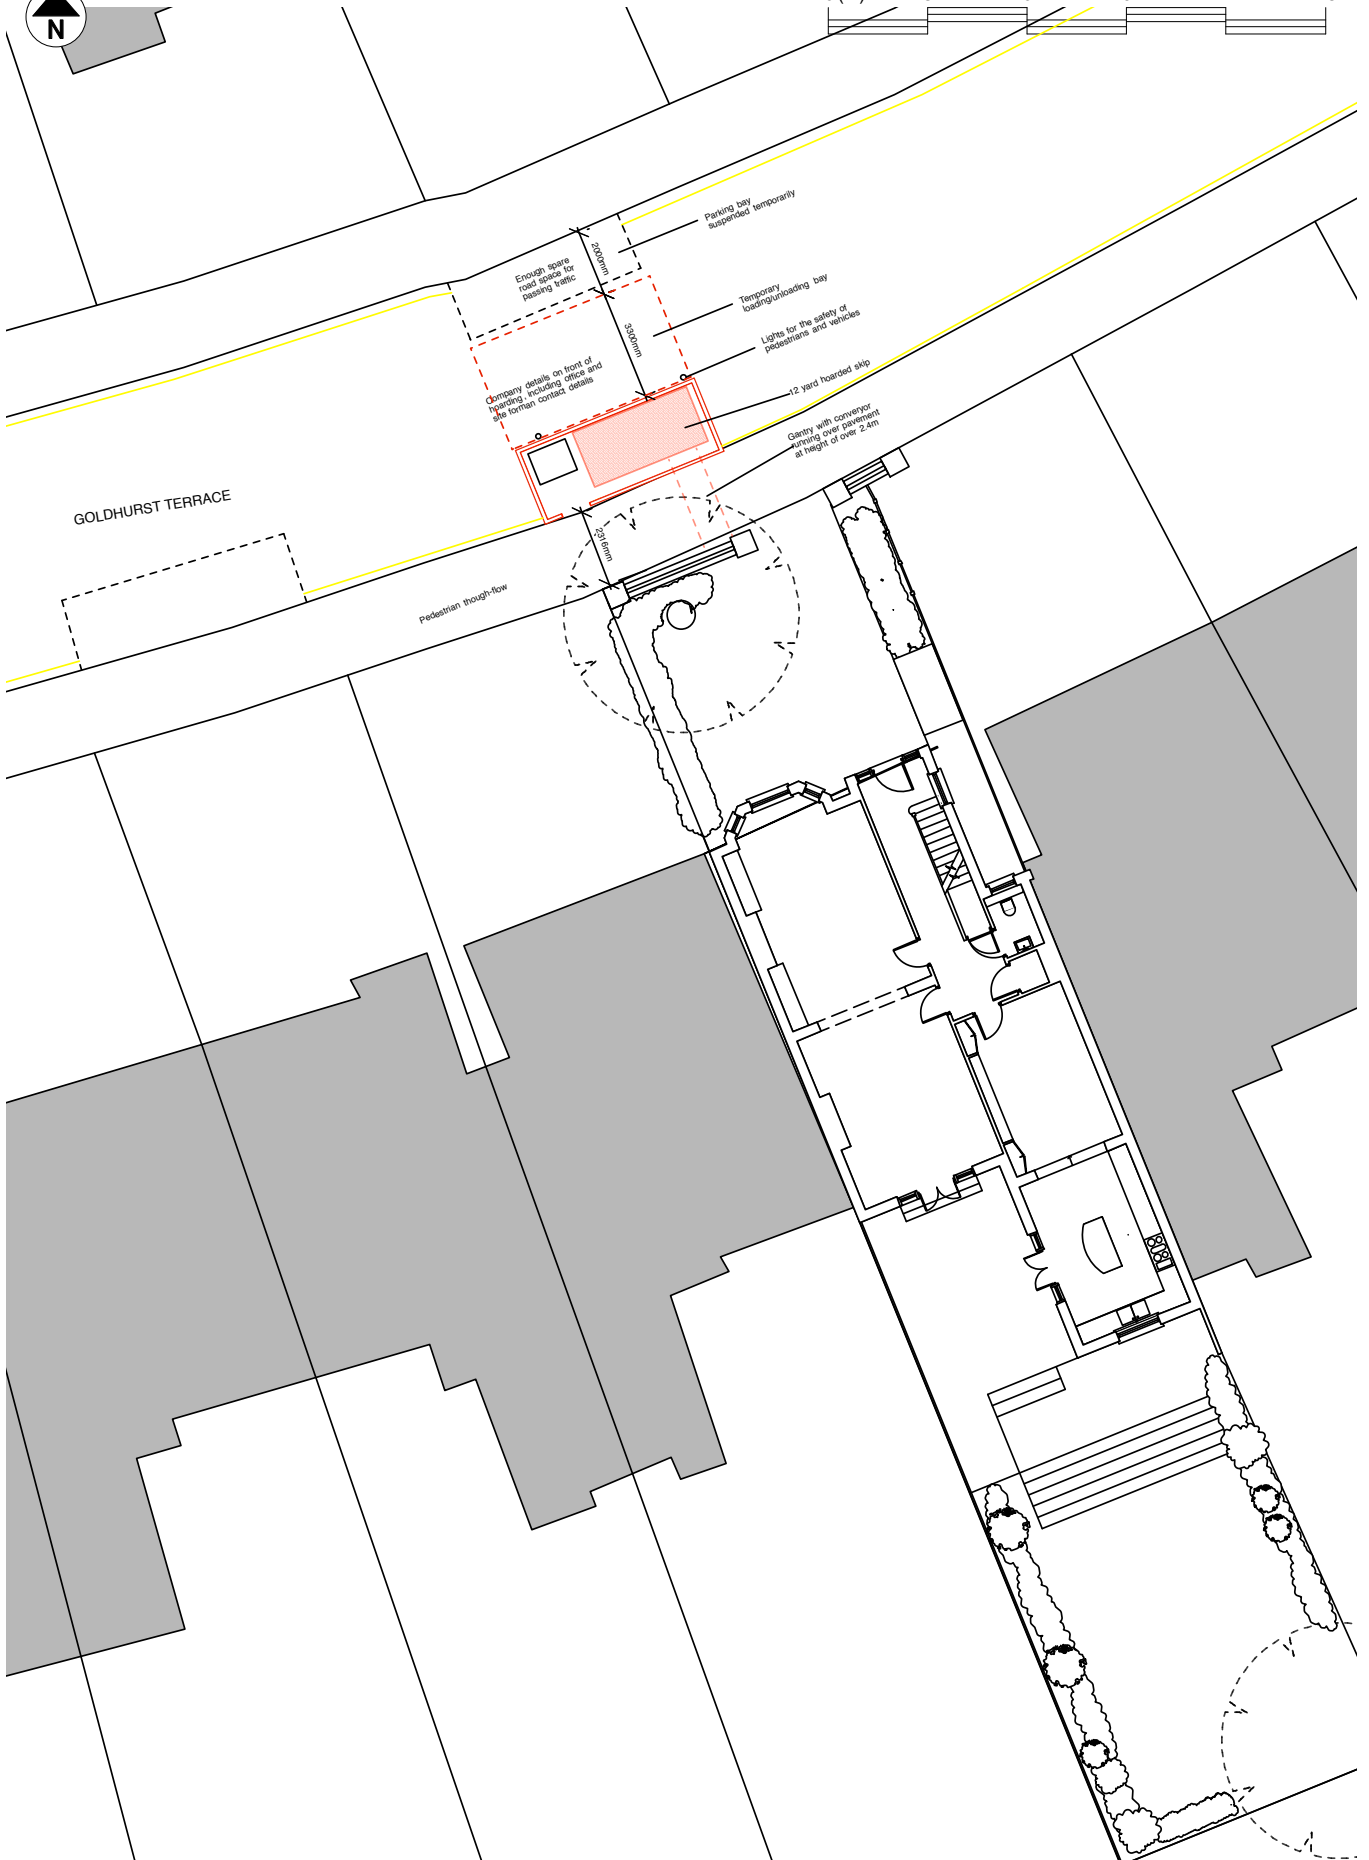 N
Parking bay
suspended temporarily
2000mm
Enough spare
road space for
passing traffic
Temporary
loading/unloading bay
3300mm
Lights for the safety of
pedestrians and vehicles
Company details on front of
hoarding, including office and
site forman contact details
12 yard hoarded skip
Gantry with converyor
running over pavement
at height of over 2.4m
GOLDHURST TERRACE
2316mm
Pedestrian though-flow